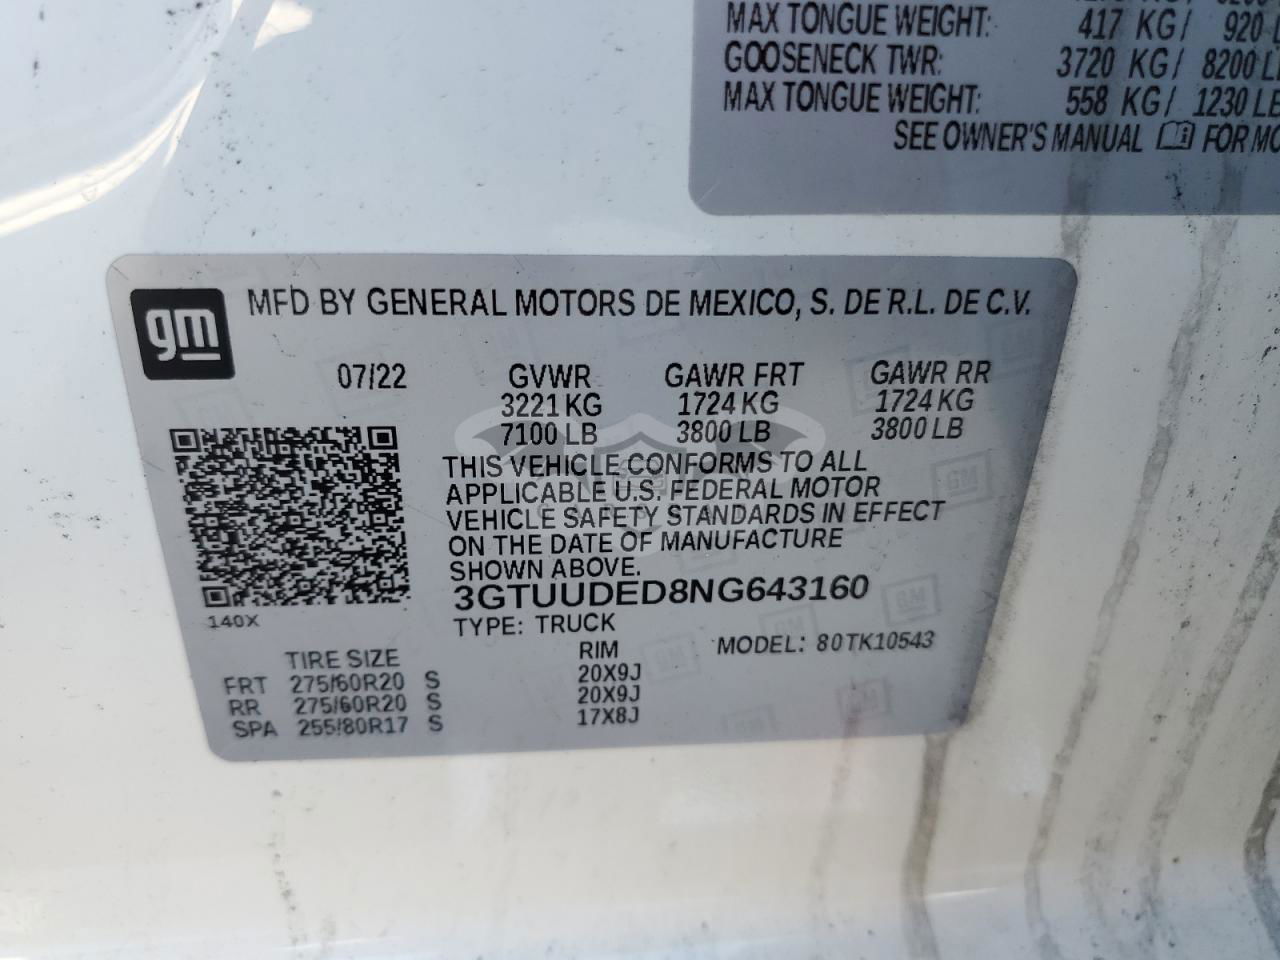 MAX TONGUE WEIGHT: 417 KG/ 920
GOOSENECK TWR: 3720 KG/ 8200 LB
MAX TONGUE WEIGHT: 558 KG/ 1230 LB
SEE OWNER'S MANUAL FOR
gm
MFD BY GENERAL MOTORS DE MEXICO, S. DE R.L. DE C.V.
07/22 GVWR GAWR FRT GAWR RR
3221 KG 1724 KG 1724 KG
7100 LB 3800 LB 3800 LB
THIS VEHICLE CONFORMS TO ALL
APPLICABLE U.S. FEDERAL MOTOR
VEHICLE SAFETY STANDARDS IN EFFECT
ON THE DATE OF MANUFACTURE
SHOWN ABOVE.
3GTUUDED8NG643160
140X
TYPE: TRUCK
TIRE SIZE RIM MODEL: 80TK10543
FRT 275/60R20 S 20X9J
RR 275/60R20 S 20X9J
SPA 255/80R17 S 17X8J